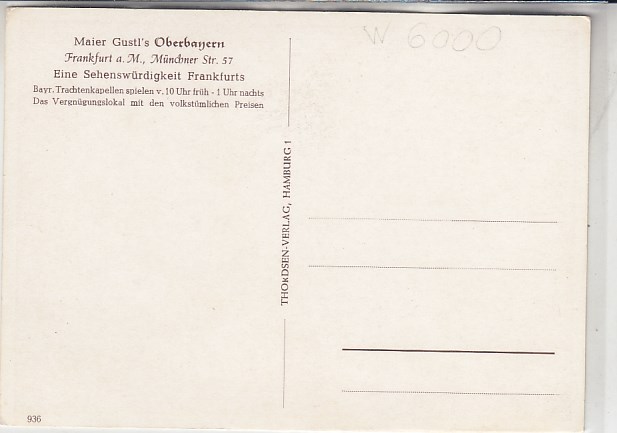 Maier Gustl's Oberbayern
Frankfurt a. M., Münchner Str. 57
Eine Sehenswürdigkeit Frankfurts
Bayr. Trachtenkapellen spielen v. 10 Uhr früh - 1 Uhr nachts
Das Vergnügungslokal mit den volkstümlichen Preisen
W 6000
THORDSEN-VERLAG, HAMBURG 1
936